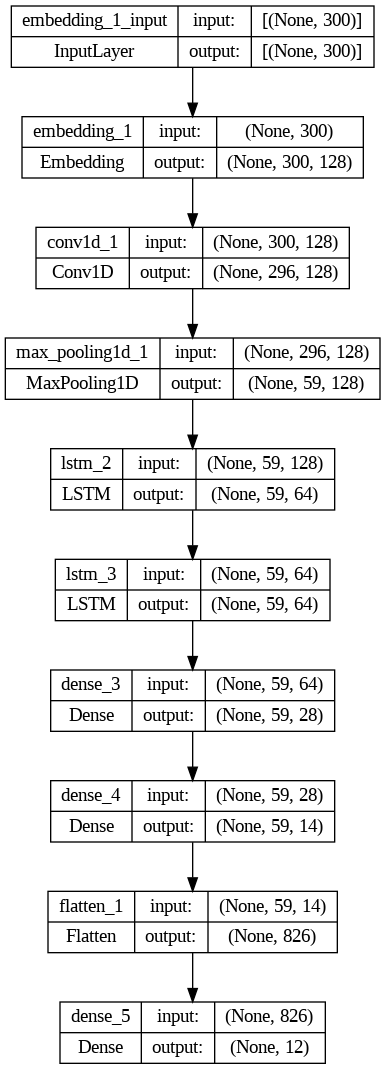 embedding_1_input input: [(None, 300)]
InputLayer output: [(None, 300)]
embedding_1 input: (None, 300)
Embedding output: (None, 300, 128)
conv1d_1 input: (None, 300, 128)
Conv1D output: (None, 296, 128)
max_pooling1d_1 input: (None, 296, 128)
MaxPooling1D output: (None, 59, 128)
lstm_2 input: (None, 59, 128)
LSTM output: (None, 59, 64)
lstm_3 input: (None, 59, 64)
LSTM output: (None, 59, 64)
dense_3 input: (None, 59, 64)
Dense output: (None, 59, 28)
dense_4 input: (None, 59, 28)
Dense output: (None, 59, 14)
flatten_1 input: (None, 59, 14)
Flatten output: (None, 826)
dense_5 input: (None, 826)
Dense output: (None, 12)